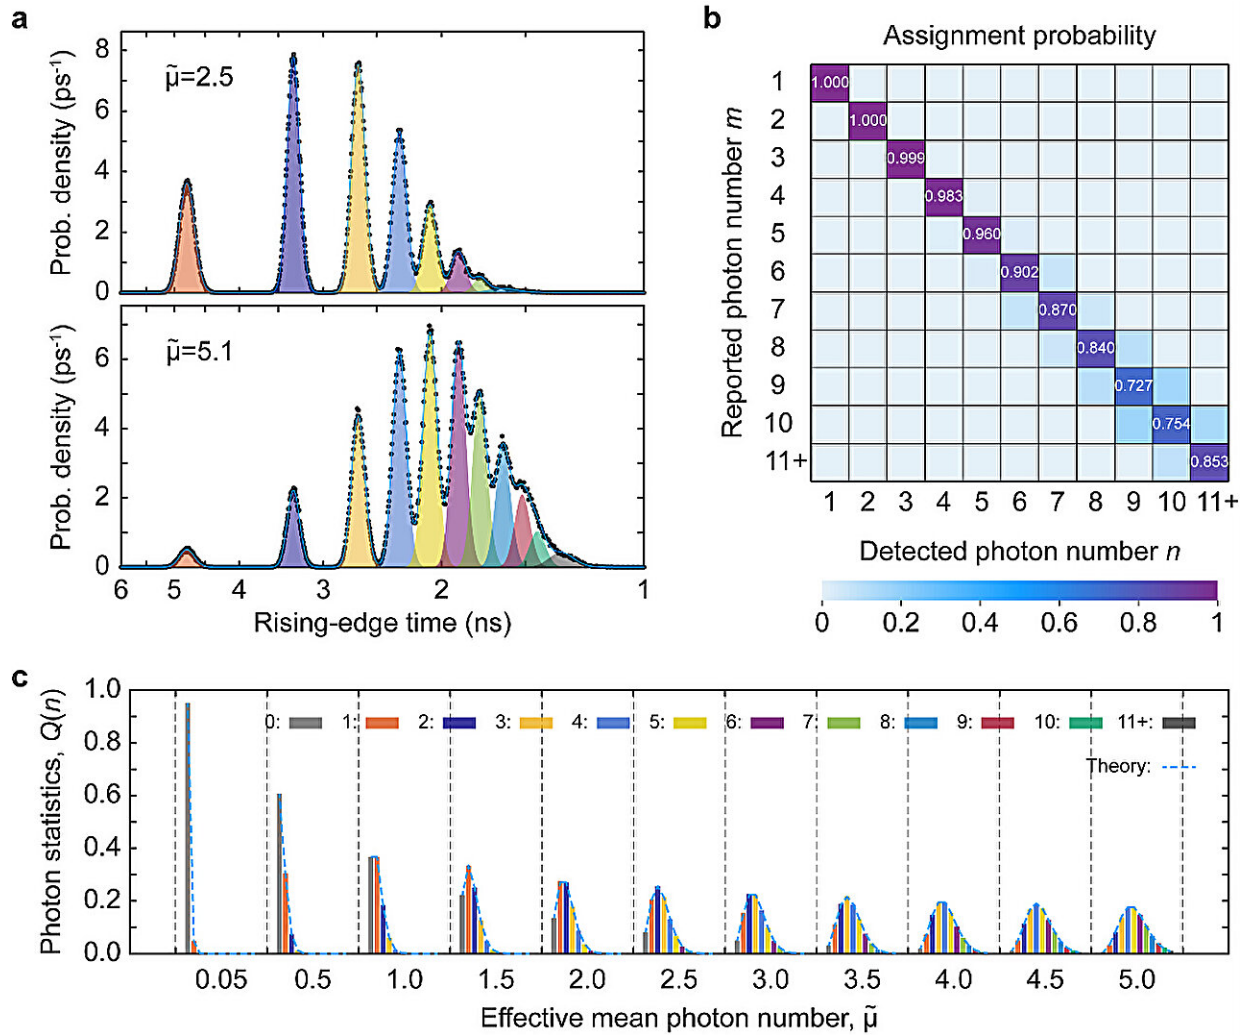 a
Prob. density (ps⁻¹)
8
6
4
2
0
μ̃=2.5
Prob. density (ps⁻¹)
6
4
2
0
μ̃=5.1
6 5 4 3 2 1
Rising-edge time (ns)
b
Assignment probability
Reported photon number m
1 1.000
2 1.000
3 0.999
4 0.983
5 0.960
6 0.902
7 0.870
8 0.840
9 0.727
10 0.754
11+ 0.853
1 2 3 4 5 6 7 8 9 10 11+
Detected photon number n
0 0.2 0.4 0.6 0.8 1
c
Photon statistics, Q(n)
1.0
0.8
0.6
0.4
0.2
0.0
0: 1: 2: 3: 4: 5: 6: 7: 8: 9: 10: 11+:
Theory:
0.05 0.5 1.0 1.5 2.0 2.5 3.0 3.5 4.0 4.5 5.0
Effective mean photon number, μ̃